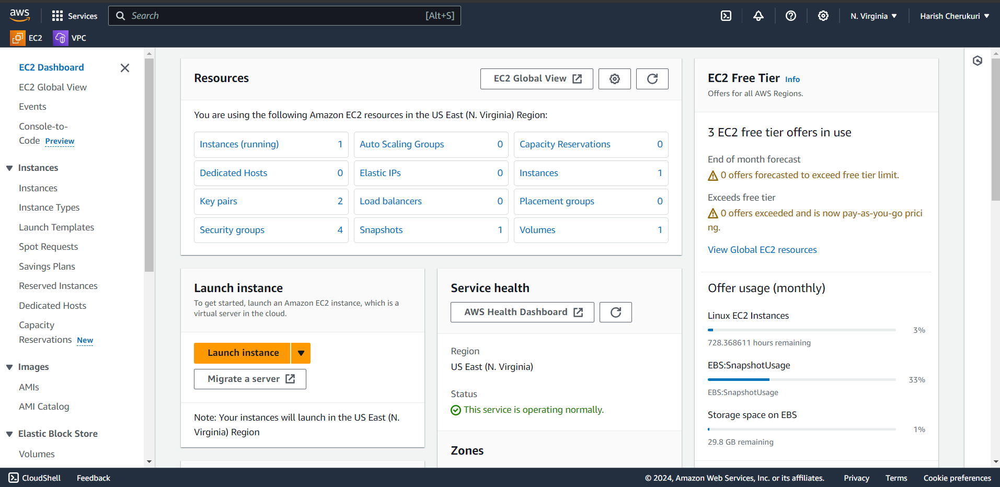 aws
Services
Search
[Alt+S]
N. Virginia
Harish Cherukuri
EC2
VPC
EC2 Dashboard
EC2 Global View
Events
Console-to-
Code Preview
Instances
Instances
Instance Types
Launch Templates
Spot Requests
Savings Plans
Reserved Instances
Dedicated Hosts
Capacity
Reservations New
Images
AMIs
AMI Catalog
Elastic Block Store
Volumes
Resources
EC2 Global View
You are using the following Amazon EC2 resources in the US East (N. Virginia) Region:
Instances (running) 1
Auto Scaling Groups 0
Capacity Reservations 0
Dedicated Hosts 0
Elastic IPs 0
Instances 1
Key pairs 2
Load balancers 0
Placement groups 0
Security groups 4
Snapshots 1
Volumes 1
Launch instance
To get started, launch an Amazon EC2 instance, which is a
virtual server in the cloud.
Launch instance
Migrate a server
Note: Your instances will launch in the US East (N.
Virginia) Region
Service health
AWS Health Dashboard
Region
US East (N. Virginia)
Status
This service is operating normally.
Zones
EC2 Free Tier Info
Offers for all AWS Regions.
3 EC2 free tier offers in use
End of month forecast
0 offers forecasted to exceed free tier limit.
Exceeds free tier
0 offers exceeded and is now pay-as-you-go prici
ng.
View Global EC2 resources
Offer usage (monthly)
Linux EC2 Instances
3%
728.368611 hours remaining
EBS:SnapshotUsage
33%
EBS:SnapshotUsage
Storage space on EBS
1%
29.8 GB remaining
CloudShell
Feedback
© 2024, Amazon Web Services, Inc. or its affiliates.
Privacy
Terms
Cookie preferences